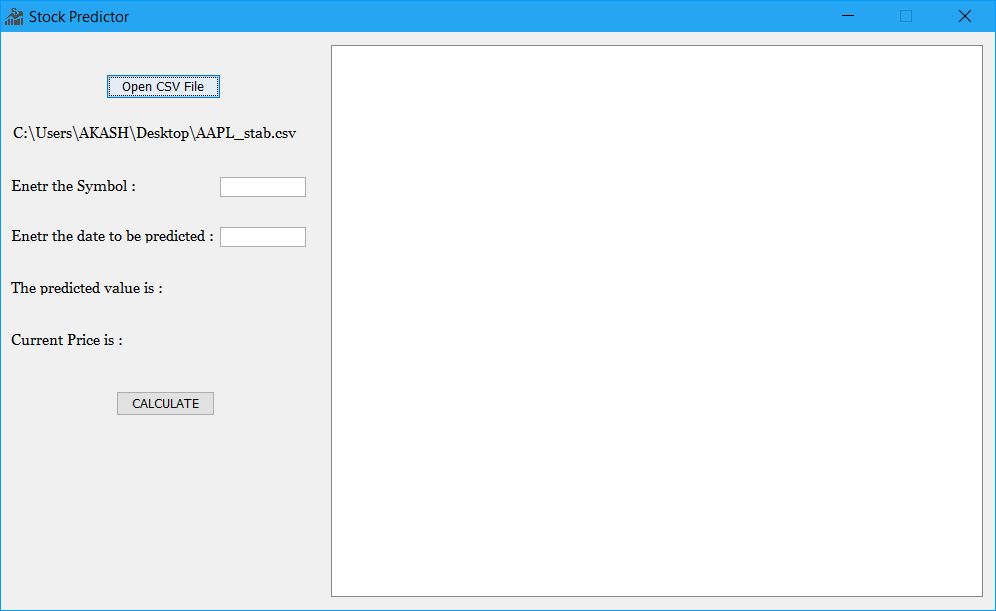 Stock Predictor
Open CSV File
C:\Users\AKASH\Desktop\AAPL_stab.csv
Enetr the Symbol :
Enetr the date to be predicted :
The predicted value is :
Current Price is :
CALCULATE